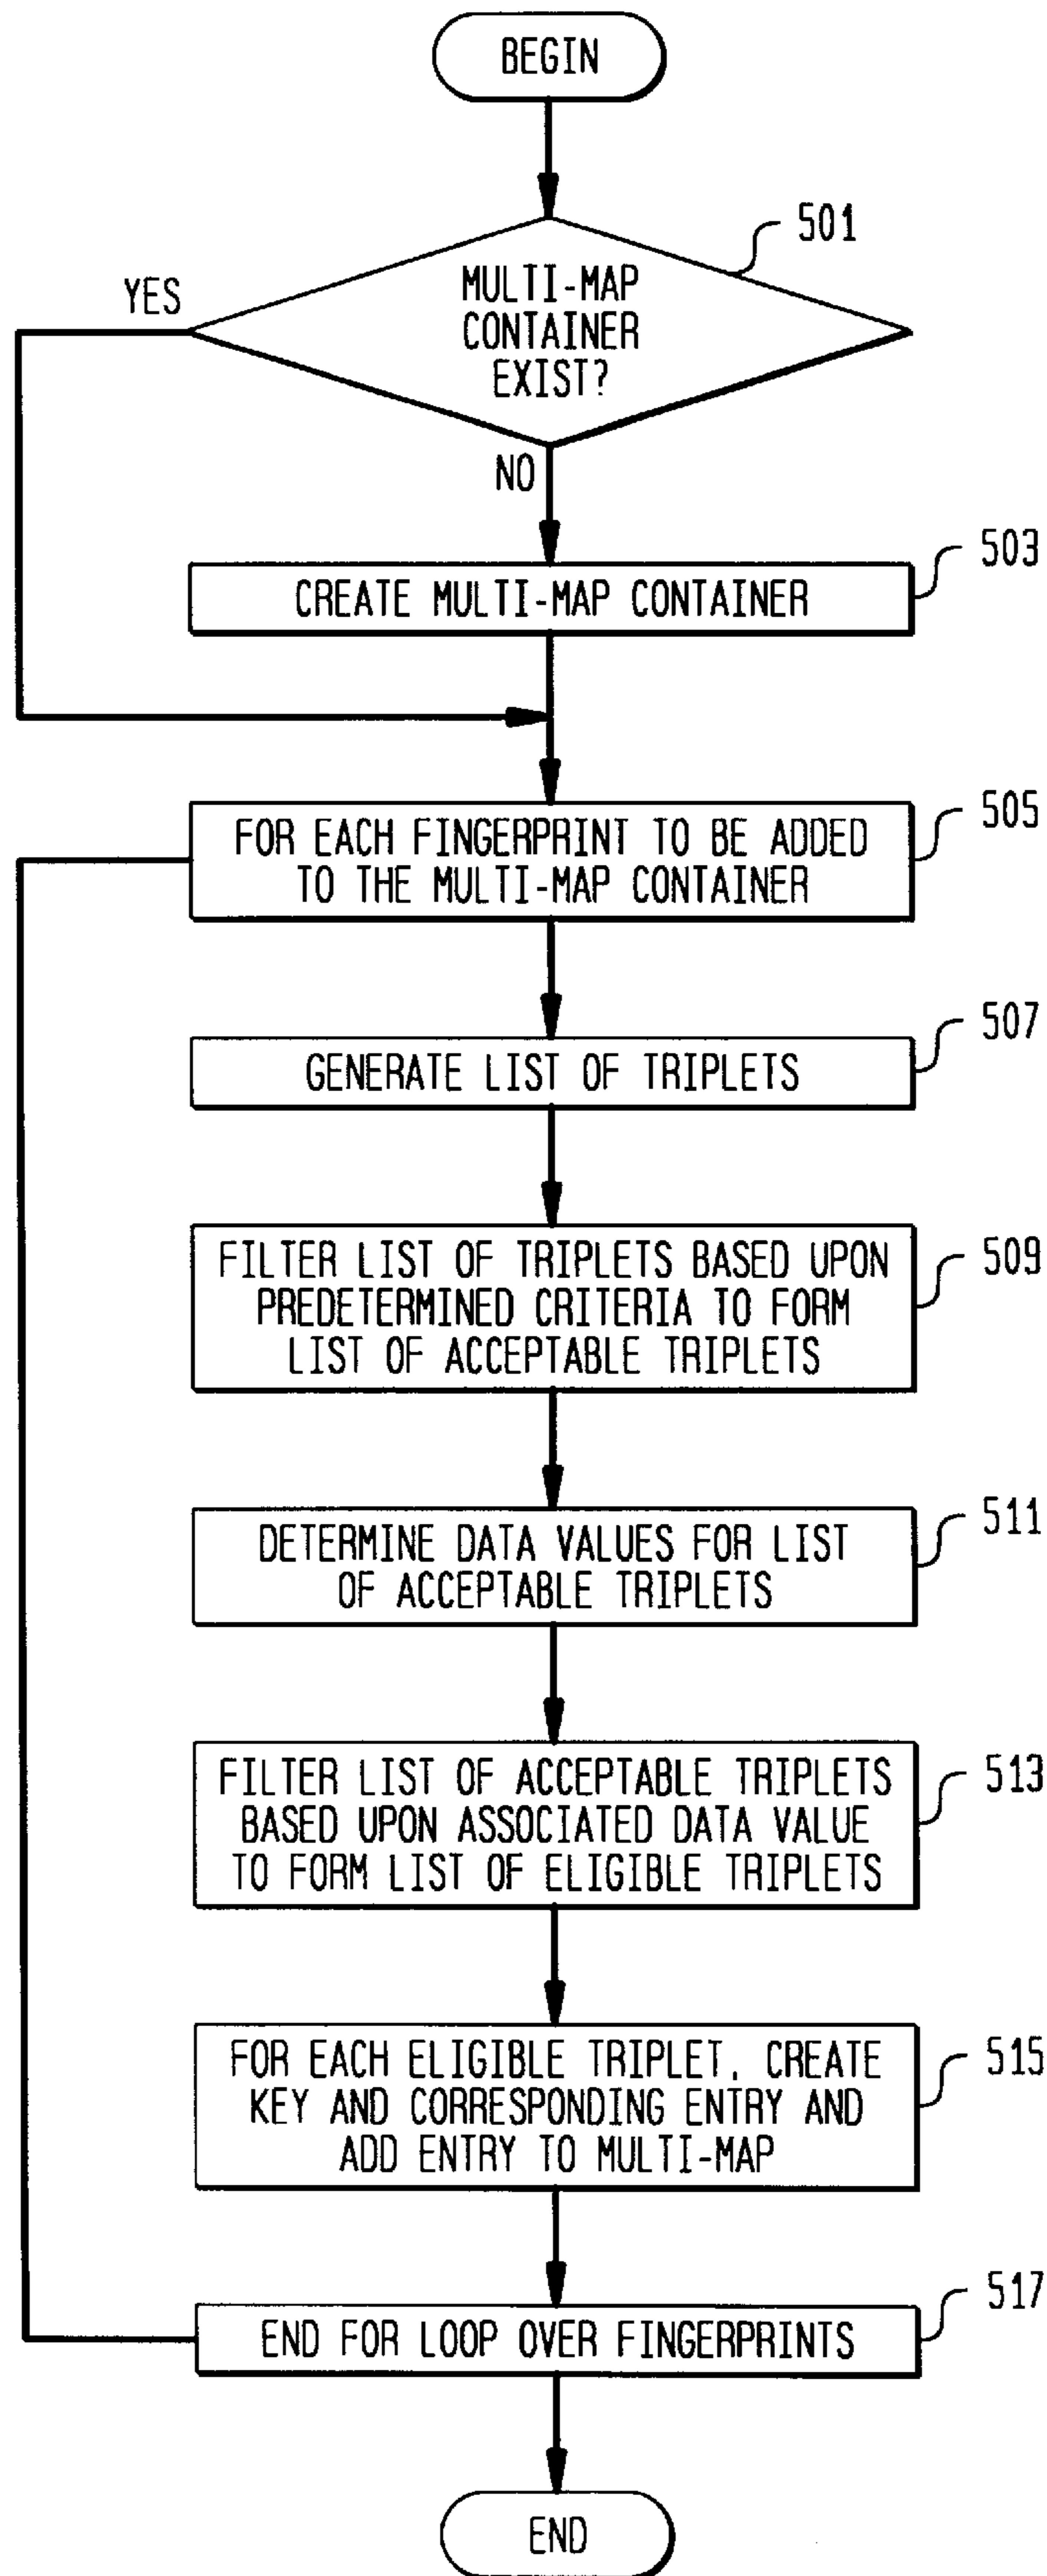 BEGIN
501
YES
MULTI-MAP
CONTAINER
EXIST?
NO
503
CREATE MULTI-MAP CONTAINER
505
FOR EACH FINGERPRINT TO BE ADDED
TO THE MULTI-MAP CONTAINER
507
GENERATE LIST OF TRIPLETS
509
FILTER LIST OF TRIPLETS BASED UPON
PREDETERMINED CRITERIA TO FORM
LIST OF ACCEPTABLE TRIPLETS
511
DETERMINE DATA VALUES FOR LIST
OF ACCEPTABLE TRIPLETS
513
FILTER LIST OF ACCEPTABLE TRIPLETS
BASED UPON ASSOCIATED DATA VALUE
TO FORM LIST OF ELIGIBLE TRIPLETS
515
FOR EACH ELIGIBLE TRIPLET, CREATE
KEY AND CORRESPONDING ENTRY AND
ADD ENTRY TO MULTI-MAP
517
END FOR LOOP OVER FINGERPRINTS
END